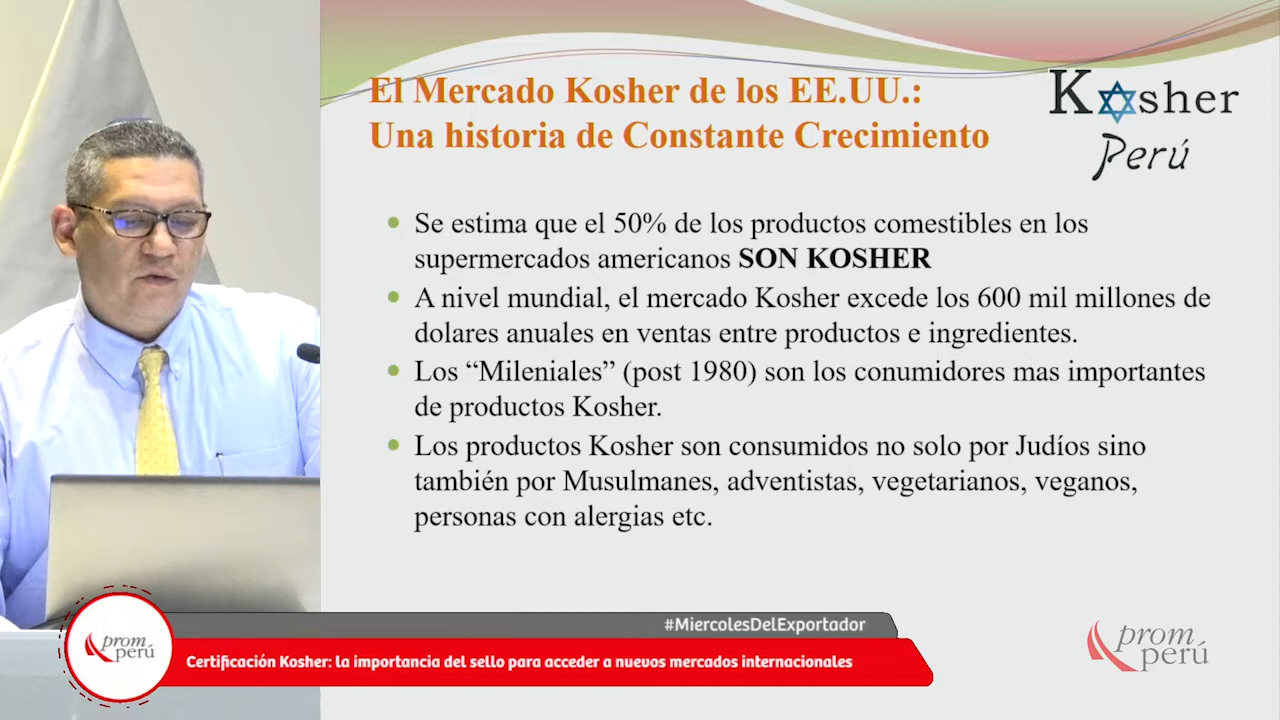 El Mercado Kosher de los EE.UU.:
Una historia de Constante Crecimiento
Kosher
Perú
Se estima que el 50% de los productos comestibles en los
supermercados americanos SON KOSHER
A nivel mundial, el mercado Kosher excede los 600 mil millones de
dolares anuales en ventas entre productos e ingredientes.
Los “Mileniales” (post 1980) son los conumidores mas importantes
de productos Kosher.
Los productos Kosher son consumidos no solo por Judíos sino
también por Musulmanes, adventistas, vegetarianos, veganos,
personas con alergias etc.
#MiercolesDelExportador
prom
perú
Certificación Kosher: la importancia del sello para acceder a nuevos mercados internacionales
prom
perú